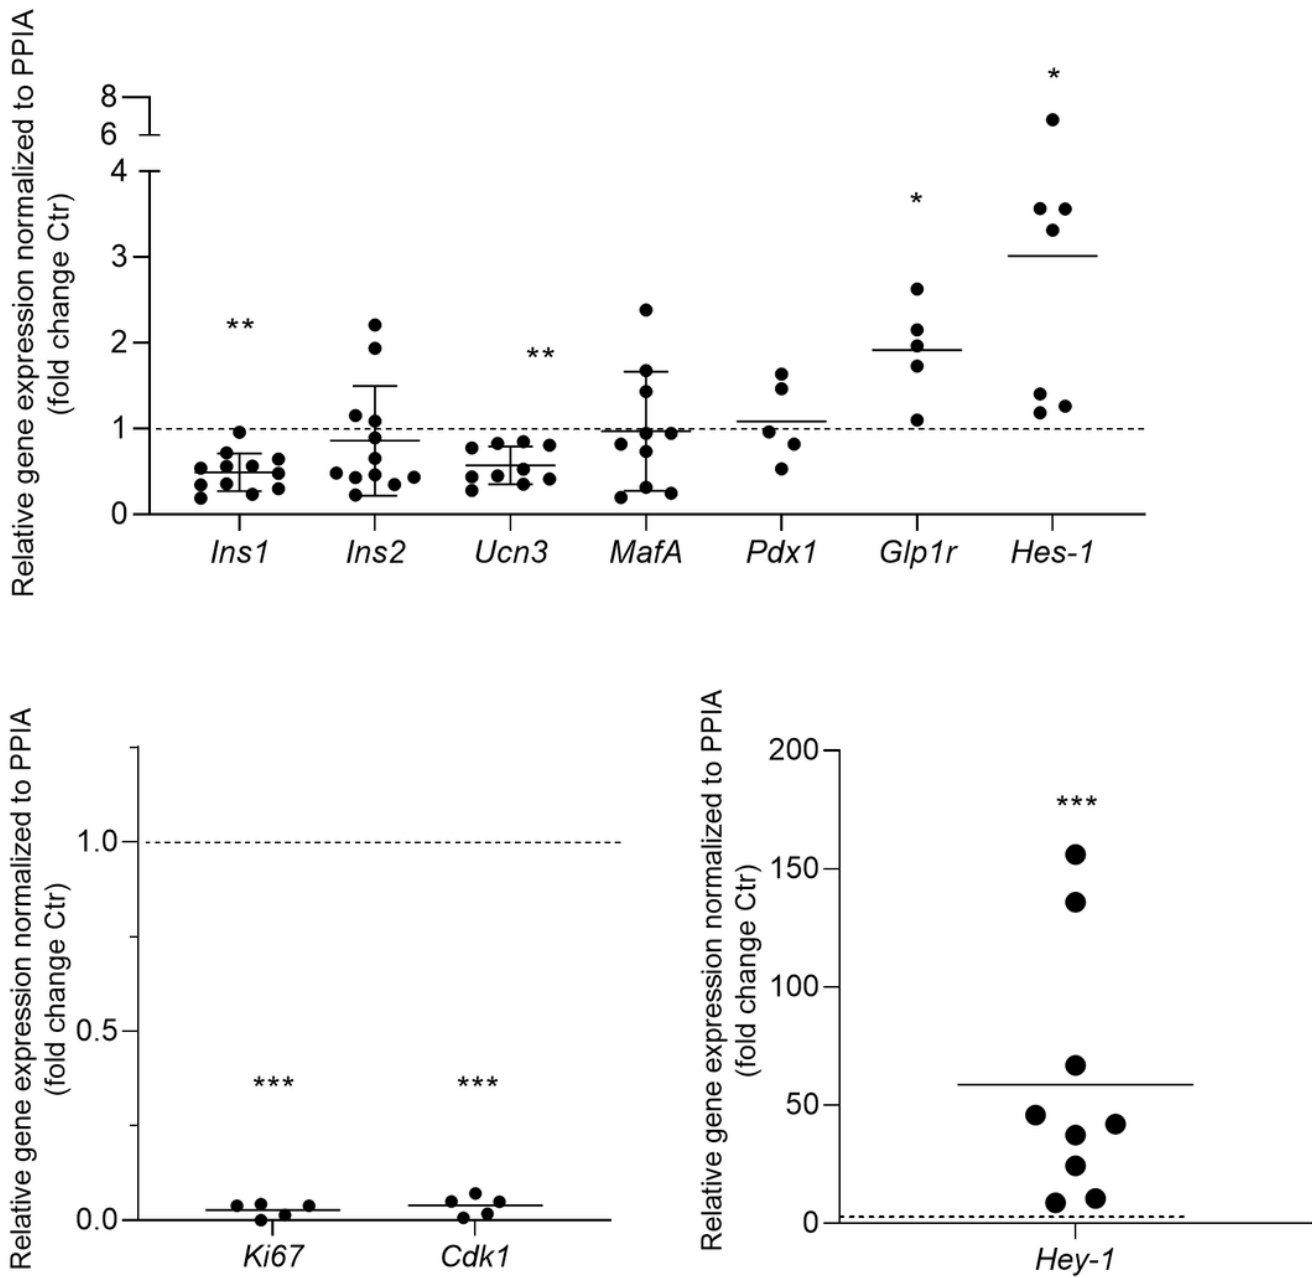 Relative gene expression normalized to PPIA
(fold change Ctr)
8
6
4
3
2
1
0
**
**
*
*
Ins1 Ins2 Ucn3 MafA Pdx1 Glp1r Hes-1
Relative gene expression normalized to PPIA
(fold change Ctr)
1.0
0.5
0.0
*** ***
Ki67 Cdk1
Relative gene expression normalized to PPIA
(fold change Ctr)
200
150
100
50
0
***
Hey-1